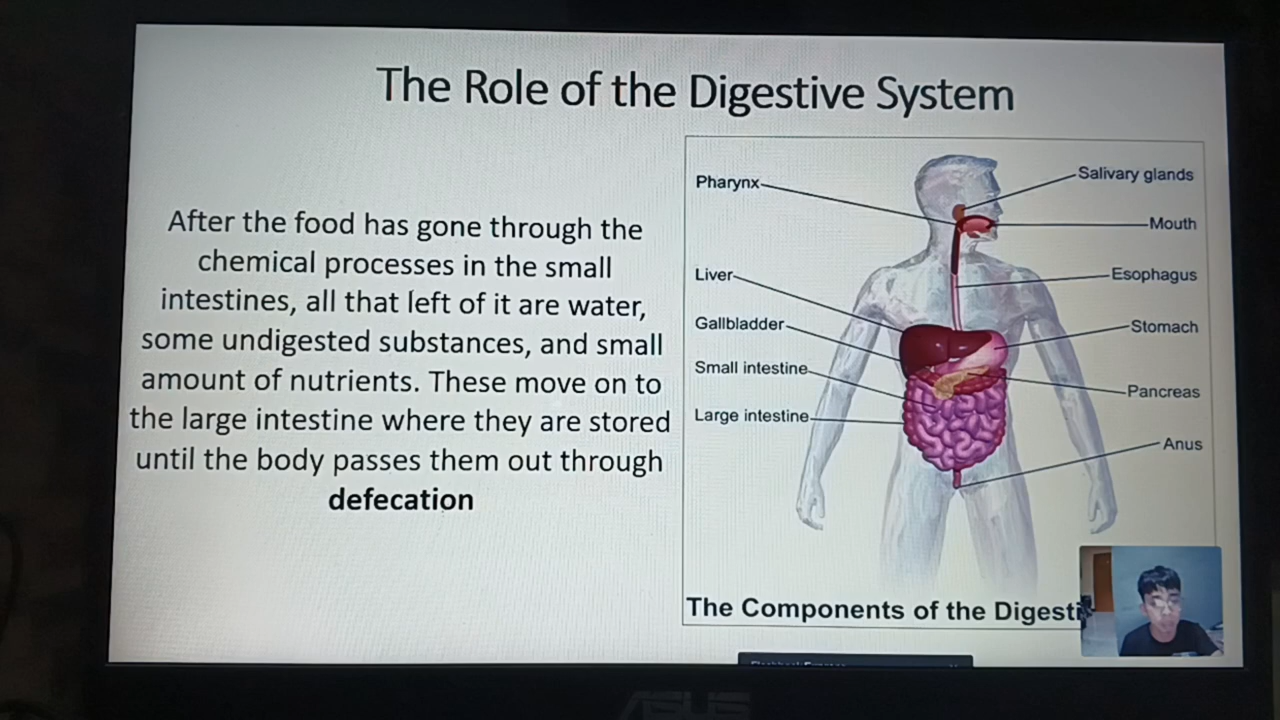 The Role of the Digestive System
After the food has gone through the
chemical processes in the small
intestines, all that left of it are water,
some undigested substances, and small
amount of nutrients. These move on to
the large intestine where they are stored
until the body passes them out through
defecation
Pharynx
Liver
Gallbladder
Small intestine
Large intestine
Salivary glands
Mouth
Esophagus
Stomach
Pancreas
Anus
The Components of the Digesti
ASUS